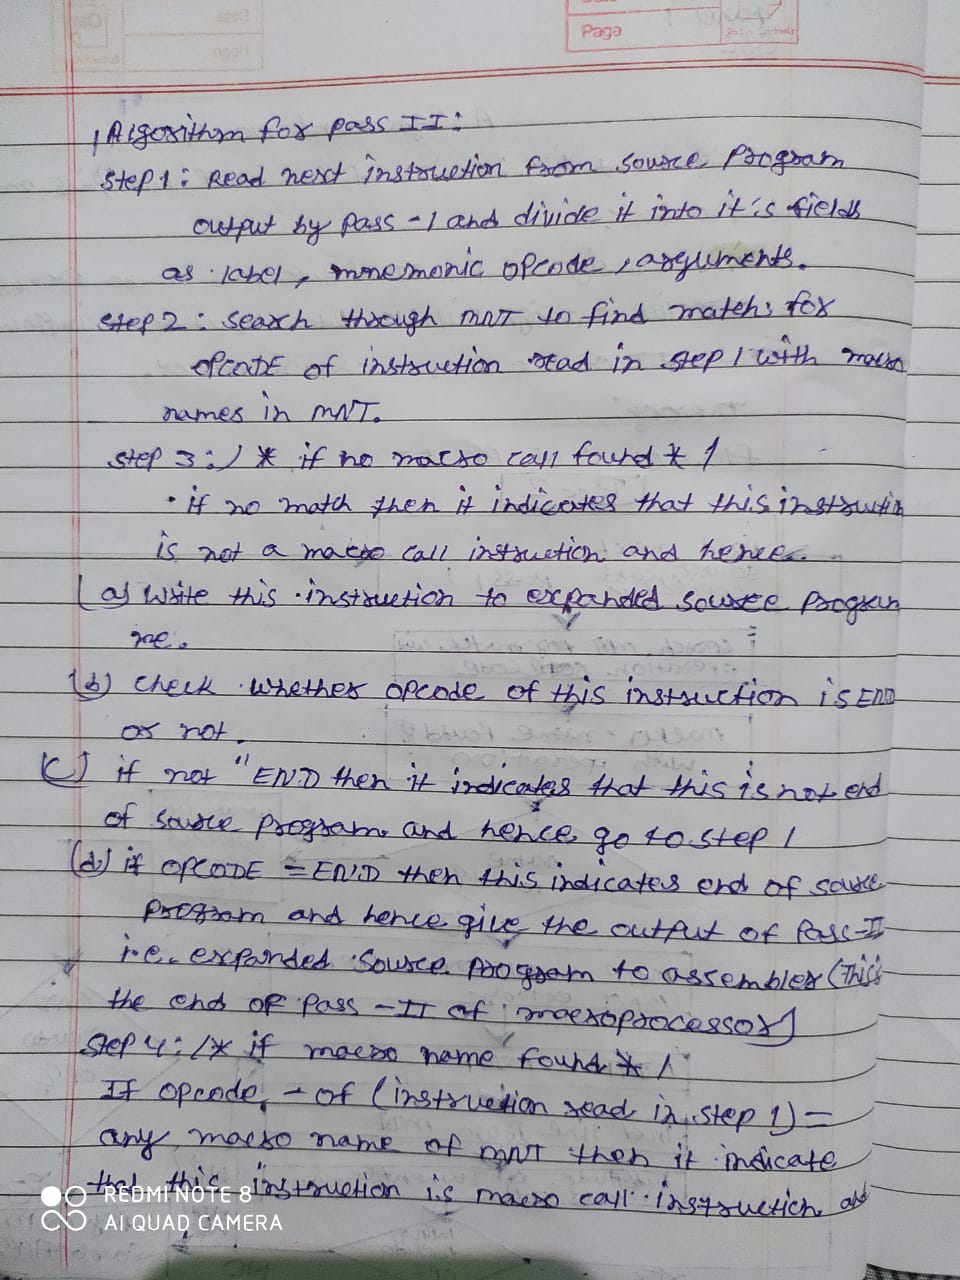 Page
Algorithm for pass II:
Step 1: Read next instruction from source program
output by pass-1 and divide it into it's fields
as label, mnemonic opcode, arguments.
Step 2: search through MNT to find match: for
OPCODE of instruction read in step 1 with macro
names in MNT.
Step 3: /* if no macro call found */
• if no match then it indicates that this instructin
is not a macro call instruction and hence.
(a) write this instruction to expanded source program
me.
(b) check whether opcode of this instruction is END
or not.
(c) if not "END then it indicates that this is not end
of source program and hence go to step 1
(d) if OPCODE = END then this indicates end of source
program and hence give the output of Pass-II
i.e. expanded source program to assembler (This is
the end of pass-II of macroprocessor)
Step 4: /* if macro name found */
If opcode - of (instruction read in step 1) =
any macro name of MNT then it indicate
that this instruction is macro call instruction and
REDMI NOTE 8
AI QUAD CAMERA